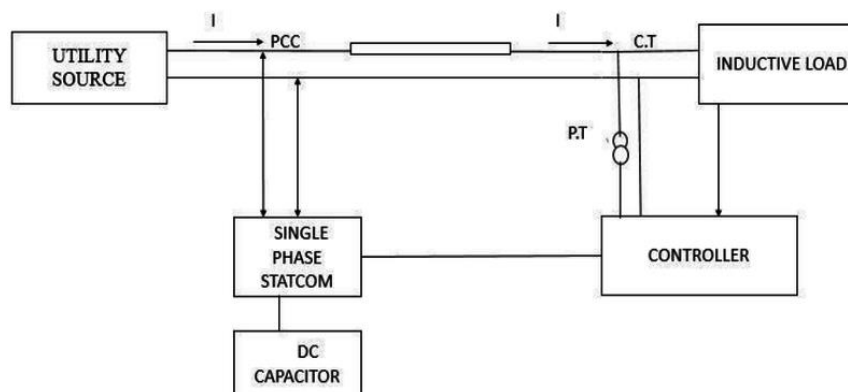 I
I
PCC
C.T
UTILITY
SOURCE
INDUCTIVE LOAD
P.T
SINGLE
PHASE
STATCOM
CONTROLLER
DC
CAPACITOR